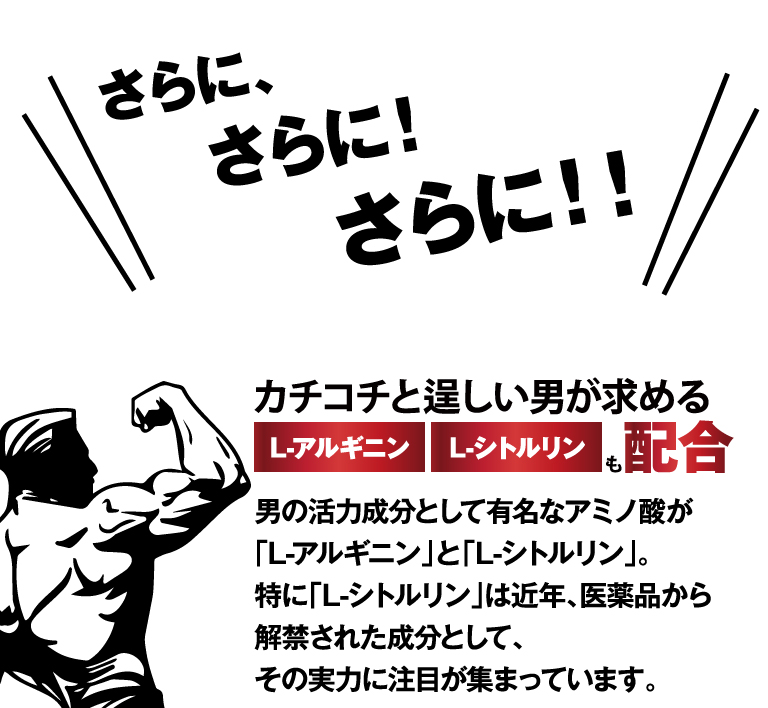 さらに、
さらに！
さらに！！
カチコチと逞しい男が求める
L-アルギニン L-シトルリン も配合
男の活力成分として有名なアミノ酸が
「L-アルギニン」と「L-シトルリン」。
特に「L-シトルリン」は近年、医薬品から
解禁された成分として、
その実力に注目が集まっています。